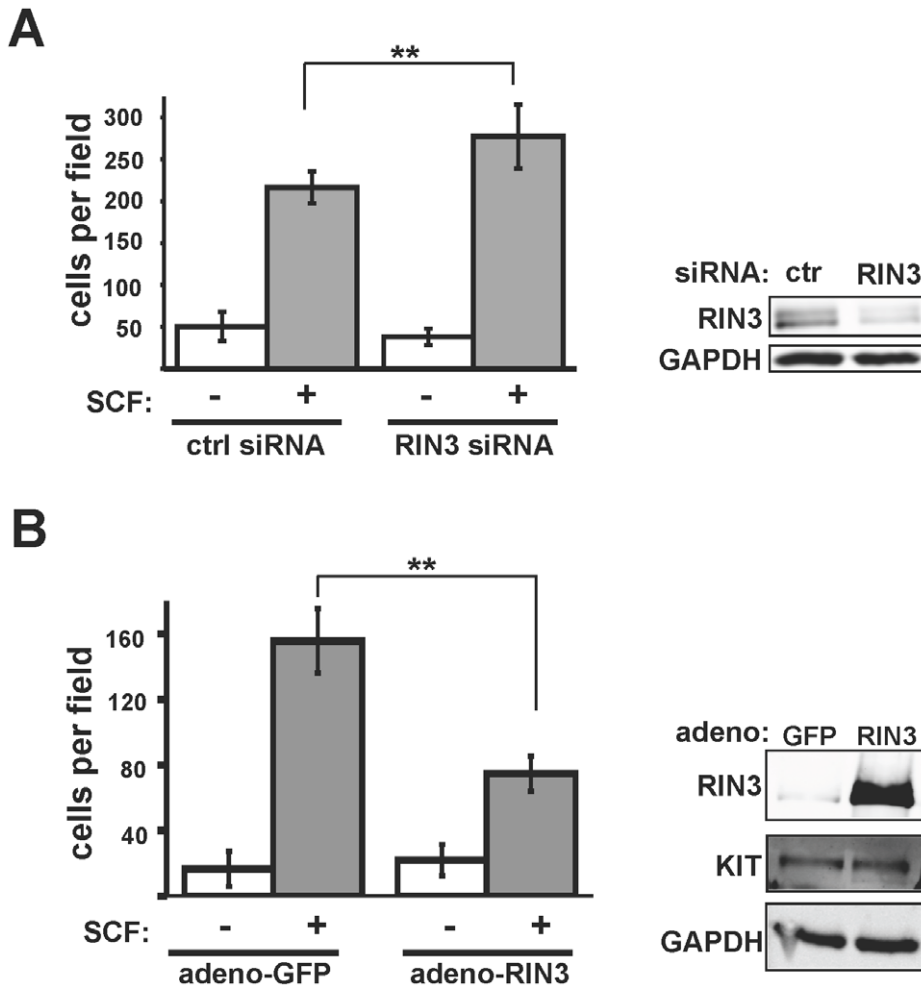 A
**
cells per field
300
250
200
150
100
50
SCF: - + - +
ctrl siRNA RIN3 siRNA
siRNA: ctr RIN3
RIN3
GAPDH
B
**
cells per field
160
120
80
40
SCF: - + - +
adeno-GFP adeno-RIN3
adeno: GFP RIN3
RIN3
KIT
GAPDH